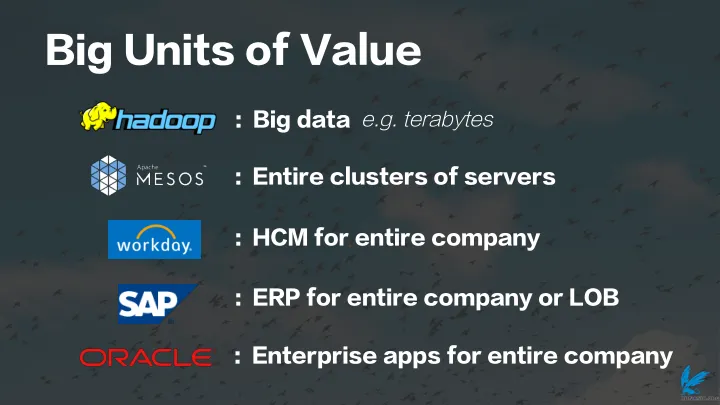 Big Units of Value
hadoop : Big data e.g. terabytes
Apache
MESOS™ : Entire clusters of servers
workday. : HCM for entire company
SAP : ERP for entire company or LOB
ORACLE : Enterprise apps for entire company